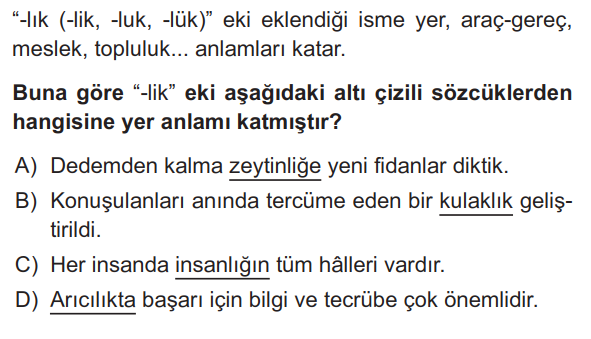 “-lık (-lik, -luk, -lük)” eki eklendiği isme yer, araç-gereç,
meslek, topluluk... anlamları katar.
Buna göre “-lik” eki aşağıdaki altı çizili sözcüklerden
hangisine yer anlamı katmıştır?
A) Dedemden kalma zeytinliğe yeni fidanlar diktik.
B) Konuşulanları anında tercüme eden bir kulaklık geliş-
tirildi.
C) Her insanda insanlığın tüm hâlleri vardır.
D) Arıcılıkta başarı için bilgi ve tecrübe çok önemlidir.